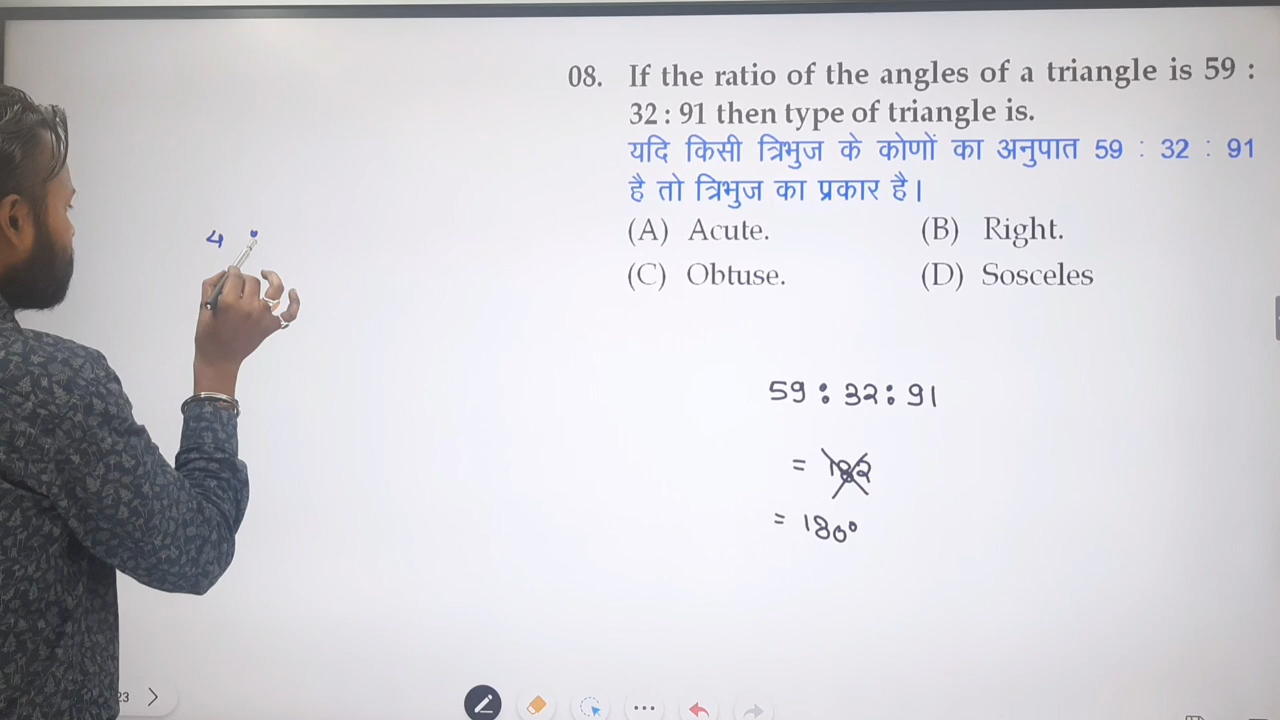 08. If the ratio of the angles of a triangle is 59 :
32 : 91 then type of triangle is.
यदि किसी त्रिभुज के कोणों का अनुपात 59 : 32 : 91
है तो त्रिभुज का प्रकार है।
(A) Acute. (B) Right.
(C) Obtuse. (D) Sosceles
4 :
59 : 32 : 91
= 182
= 180°
23